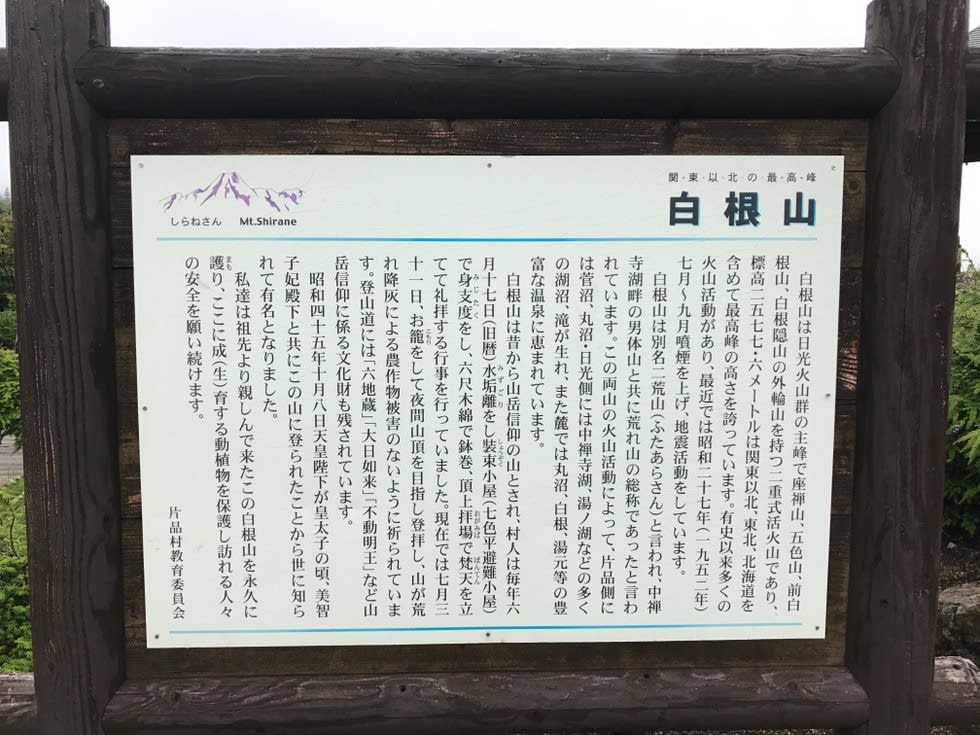 関・東・以・北・の・最・高・峰
白根山
しらねさん Mt.Shirane
白根山は日光火山群の主峰で座禅山、五色山、前白
根山、白根隠山の外輪山を持つ二重式活火山であり、
標高二五七七・六メートルは関東以北、東北、北海道を
含めて最高峰の高さを誇っています。有史以来多くの
火山活動があり、最近では昭和二十七年(一九五二年)
七月〜九月噴煙を上げ、地震活動をしています。
白根山は別名二荒山(ふたあらさん)と言われ、中禅
寺湖畔の男体山と共に荒れ山の総称であったと言わ
れています。この両山の火山活動によって、片品側に
は菅沼、丸沼・日光側には中禅寺湖、湯ノ湖などの多く
の湖沼、滝が生れ、また麓では丸沼、白根、湯元等の豊
富な温泉に恵まれています。
白根山は昔から山岳信仰の山とされ、村人は毎年六
月十七日(旧暦)水垢離をし装束小屋(七色平避難小屋)
で身支度をし、六尺木綿で鉢巻、頂上拝場で梵天を立
てて礼拝する行事を行っていました。現在では七月三
十一日、お籠をして夜間山頂を目指し登拝し、山が荒
れ降灰による農作物被害のないように祈られていま
す。登山道には「六地蔵」「大日如来」「不動明王」など山
岳信仰に係る文化財も残されています。
昭和四十五年十月八日天皇陛下が皇太子の頃、美智
子妃殿下と共にこの山に登られたことから世に知ら
れて有名となりました。
私達は祖先より親しんで来たこの白根山を永久に
護り、ここに成(生)育する動植物を保護し訪れる人々
の安全を願い続けます。
片品村教育委員会